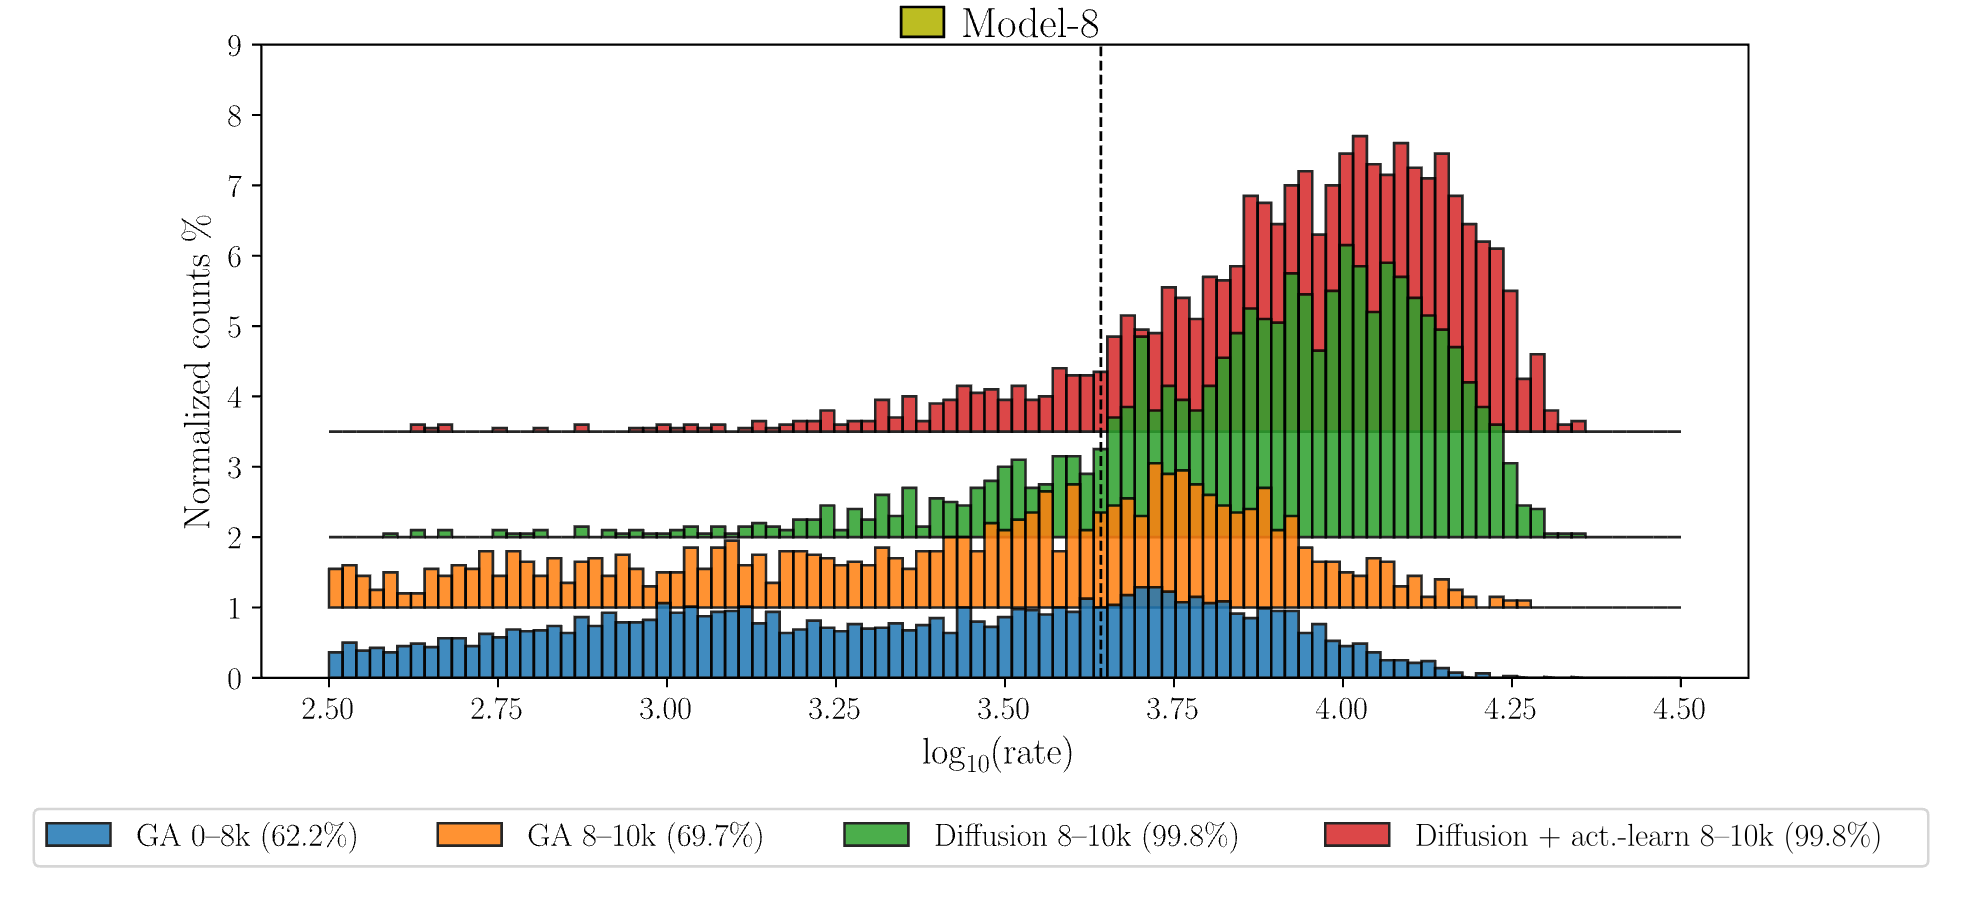 Model-8
9
8
7
6
5
4
3
2
1
0
Normalized counts %
2.50 2.75 3.00 3.25 3.50 3.75 4.00 4.25 4.50
log₁₀(rate)
GA 0–8k (62.2%) GA 8–10k (69.7%) Diffusion 8–10k (99.8%) Diffusion + act.-learn 8–10k (99.8%)